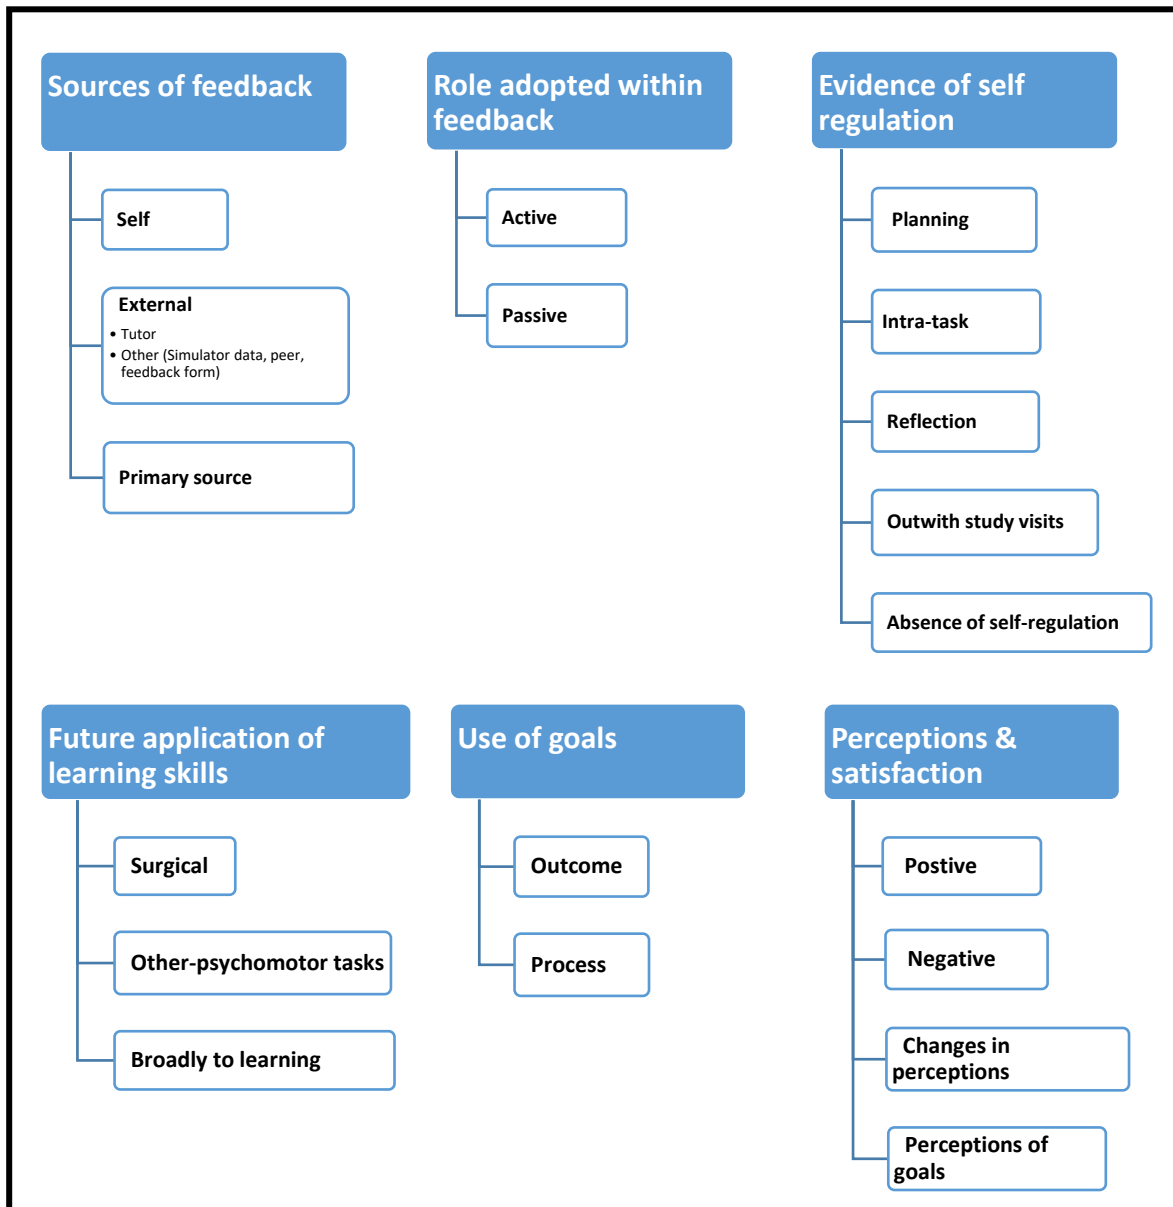 Sources of feedback
Self
External
• Tutor
• Other (Simulator data, peer,
feedback form)
Primary source
Role adopted within
feedback
Active
Passive
Evidence of self
regulation
Planning
Intra-task
Reflection
Outwith study visits
Absence of self-regulation
Future application of
learning skills
Surgical
Other-psychomotor tasks
Broadly to learning
Use of goals
Outcome
Process
Perceptions &
satisfaction
Postive
Negative
Changes in
perceptions
Perceptions of
goals